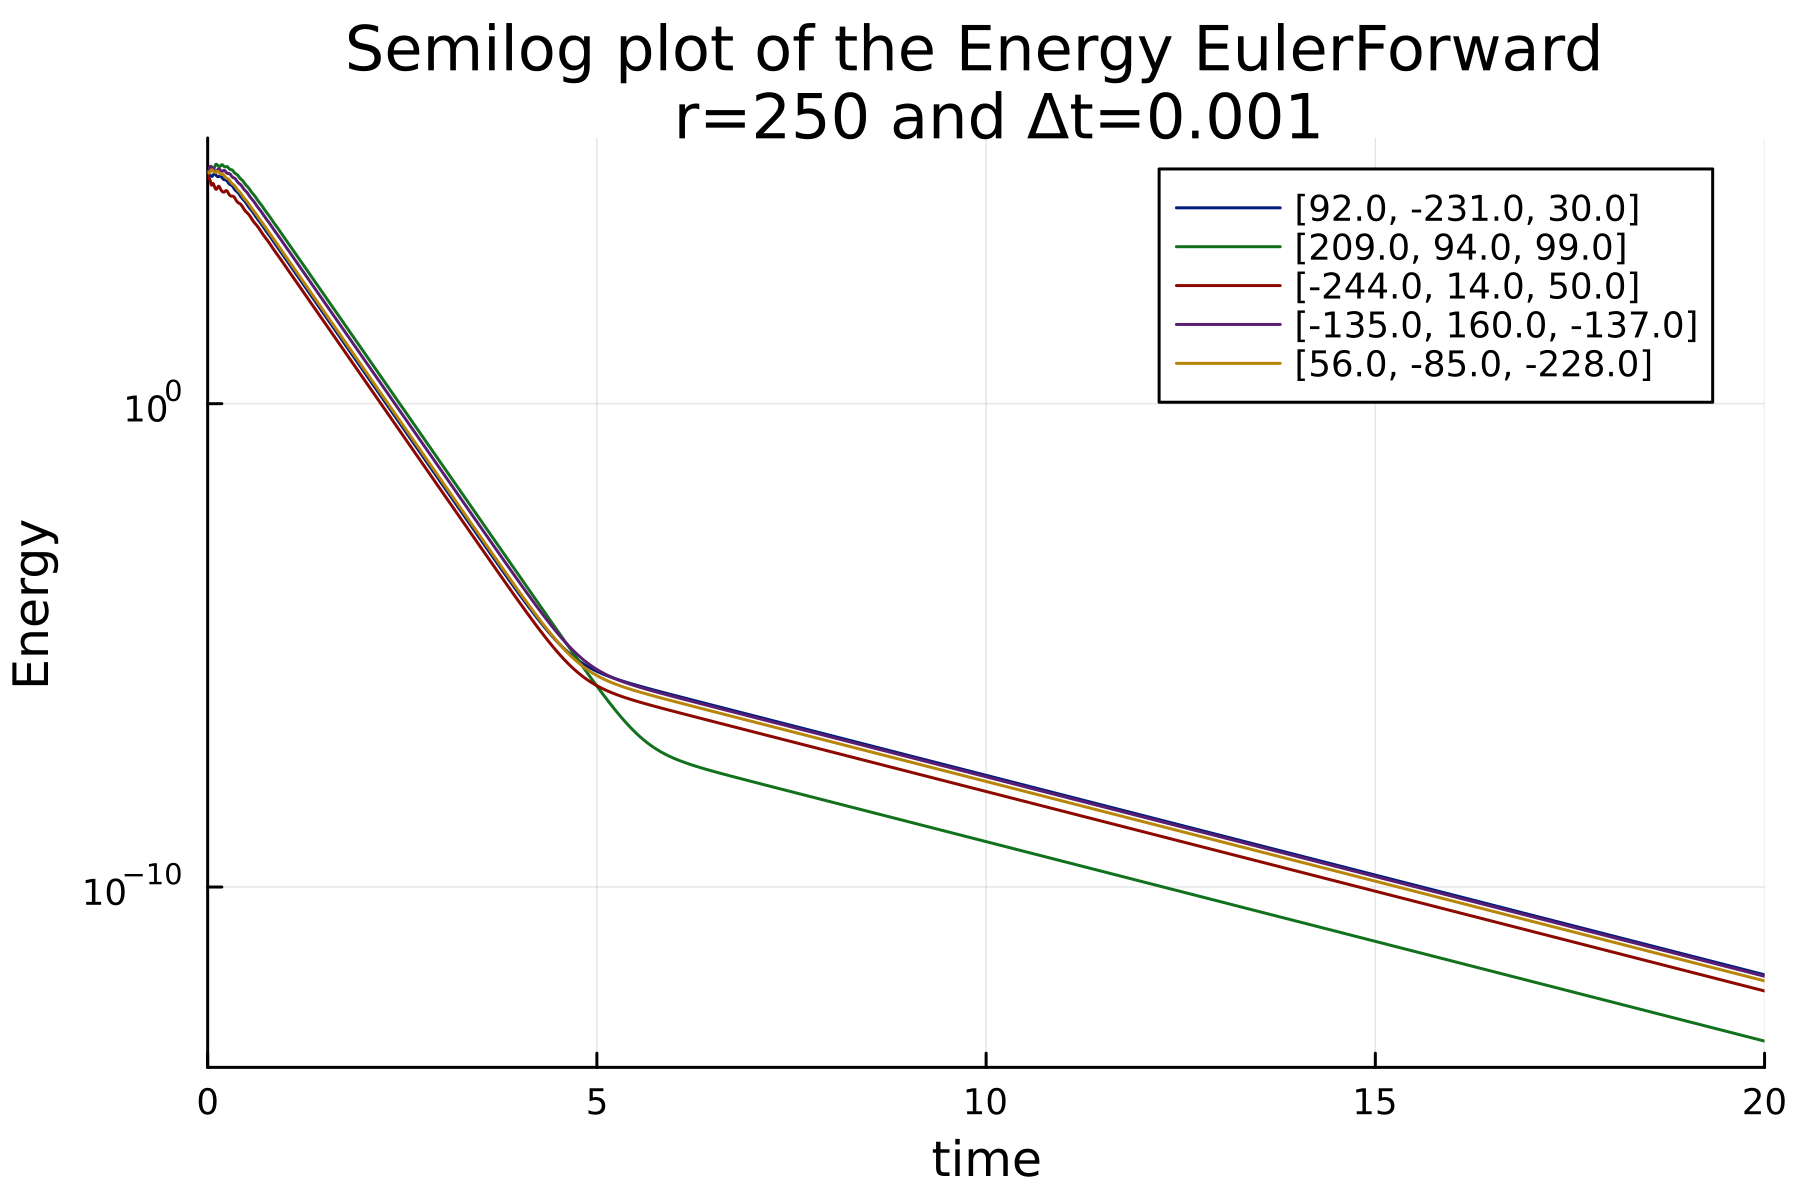 Semilog plot of the Energy EulerForward
r=250 and Δt=0.001
[92.0, -231.0, 30.0]
[209.0, 94.0, 99.0]
[-244.0, 14.0, 50.0]
[-135.0, 160.0, -137.0]
[56.0, -85.0, -228.0]
10⁰
10⁻¹⁰
Energy
0 5 10 15 20
time